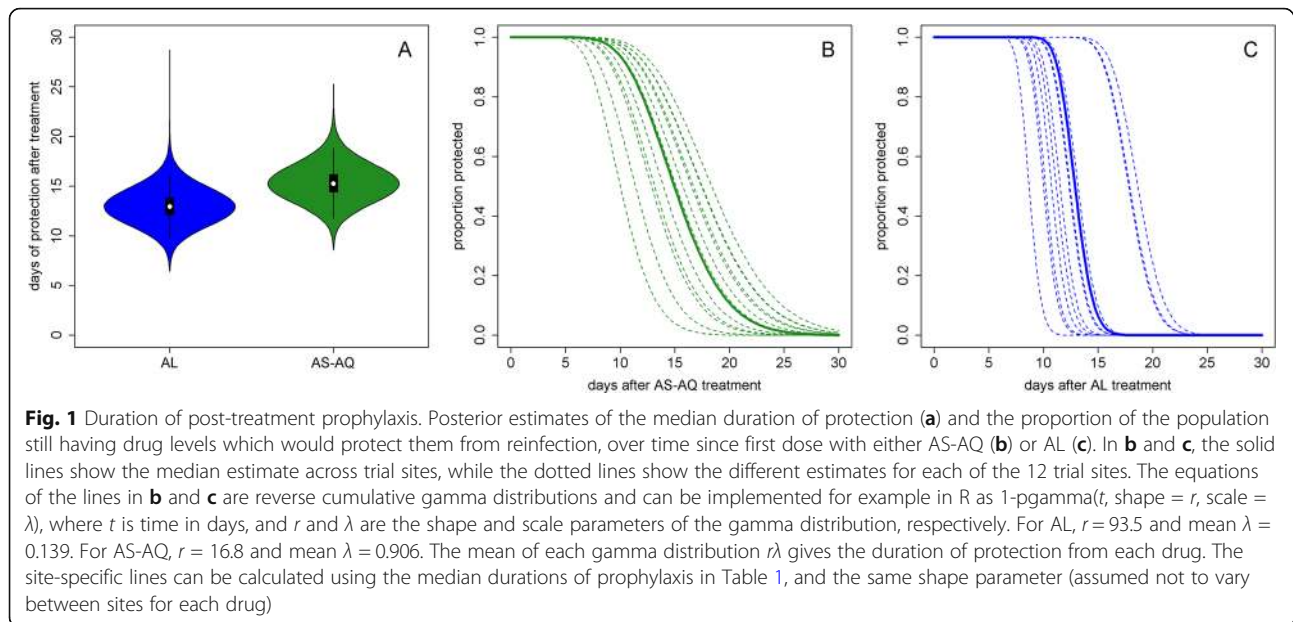 A
30
25
20
15
10
5
0
days of protection after treatment
AL
AS-AQ
B
1.0
0.8
0.6
0.4
0.2
0.0
proportion protected
0 5 10 15 20 25 30
days after AS-AQ treatment
C
1.0
0.8
0.6
0.4
0.2
0.0
proportion protected
0 5 10 15 20 25 30
days after AL treatment
Fig. 1 Duration of post-treatment prophylaxis. Posterior estimates of the median duration of protection (a) and the proportion of the population
still having drug levels which would protect them from reinfection, over time since first dose with either AS-AQ (b) or AL (c). In b and c, the solid
lines show the median estimate across trial sites, while the dotted lines show the different estimates for each of the 12 trial sites. The equations
of the lines in b and c are reverse cumulative gamma distributions and can be implemented for example in R as 1-pgamma(t, shape = r, scale =
λ), where t is time in days, and r and λ are the shape and scale parameters of the gamma distribution, respectively. For AL, r = 93.5 and mean λ =
0.139. For AS-AQ, r = 16.8 and mean λ = 0.906. The mean of each gamma distribution rλ gives the duration of protection from each drug. The
site-specific lines can be calculated using the median durations of prophylaxis in Table 1, and the same shape parameter (assumed not to vary
between sites for each drug)